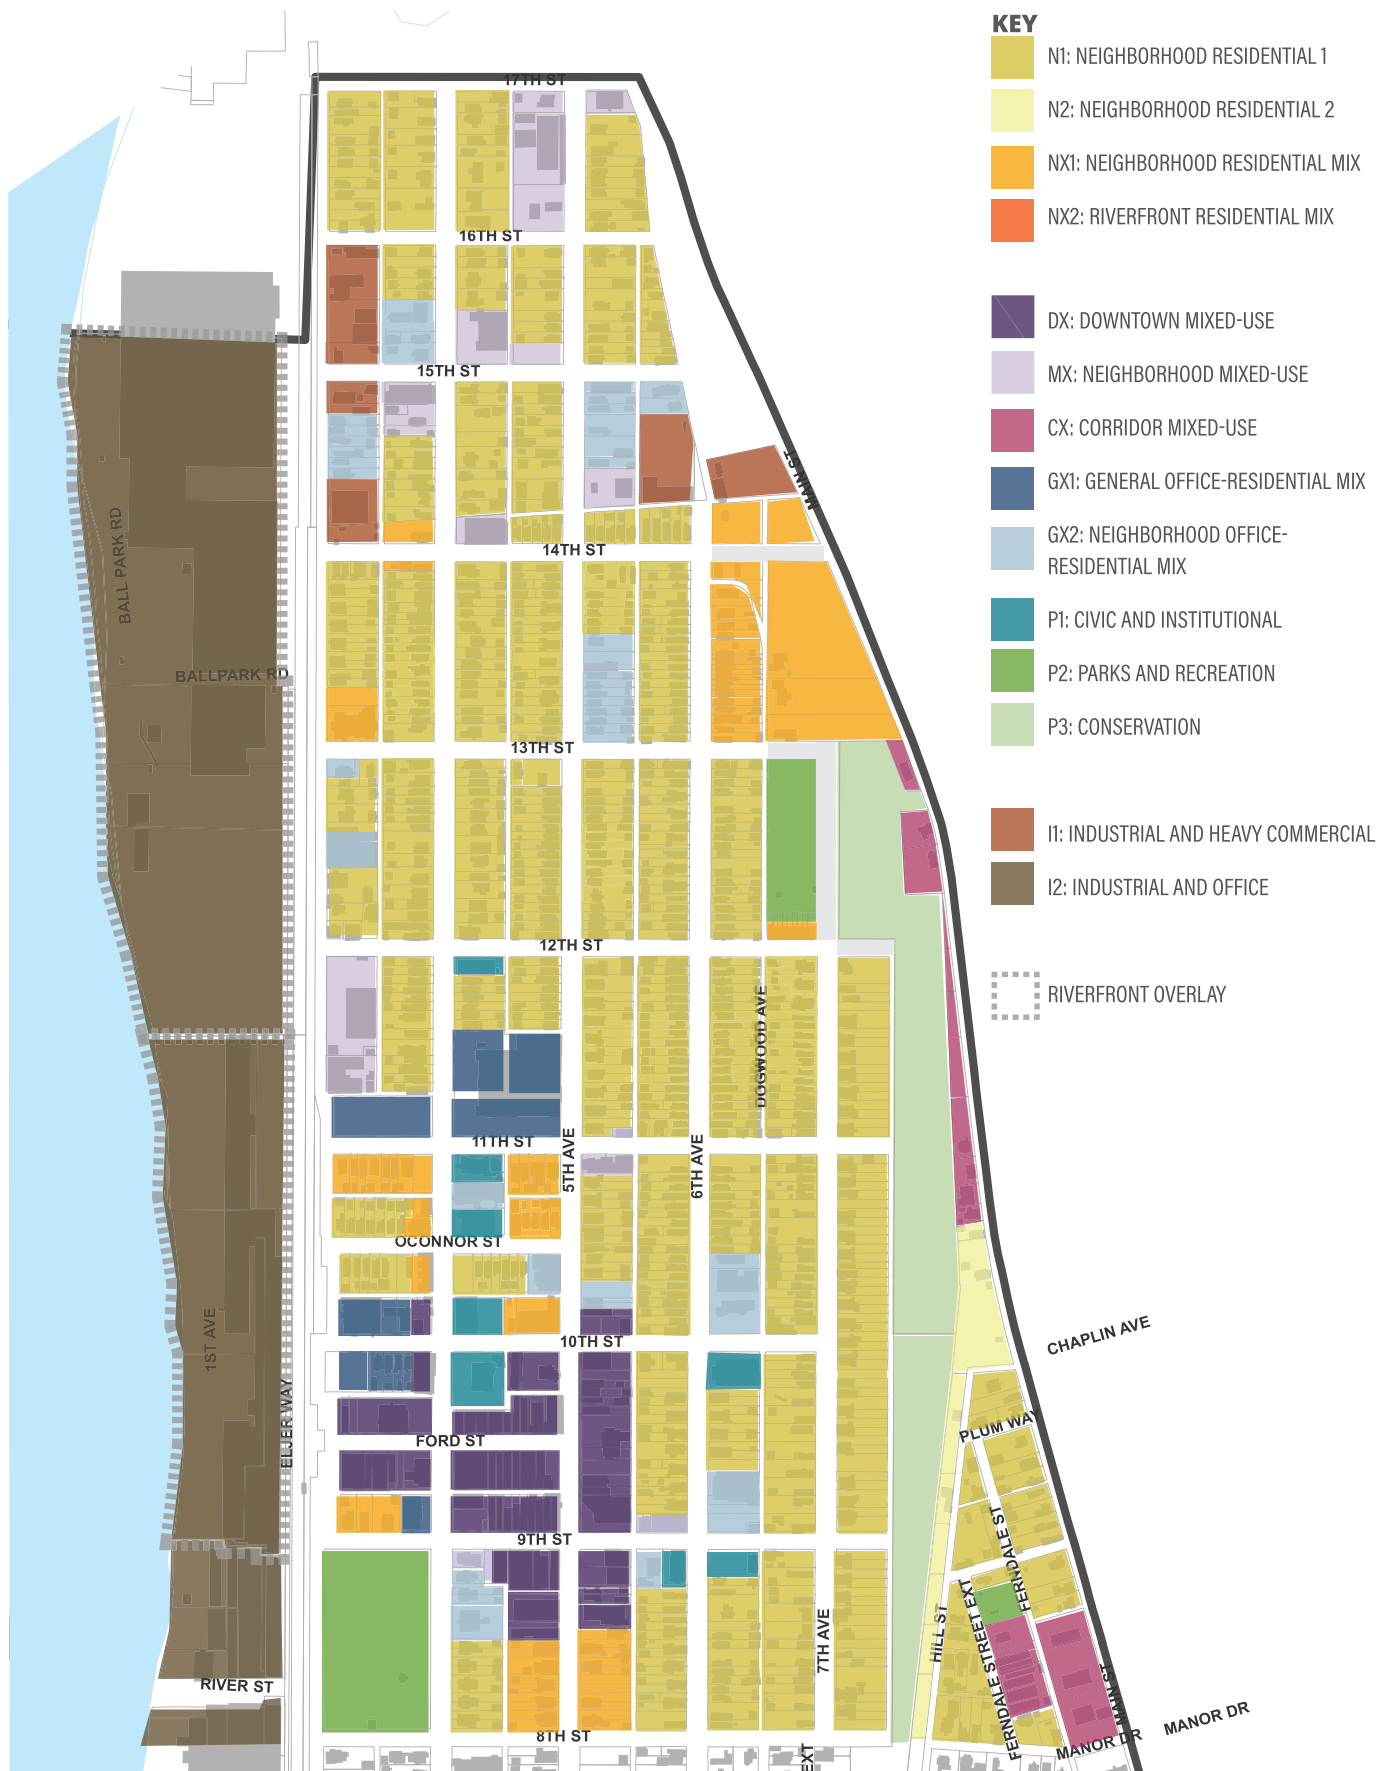 KEY
N1: NEIGHBORHOOD RESIDENTIAL 1
N2: NEIGHBORHOOD RESIDENTIAL 2
NX1: NEIGHBORHOOD RESIDENTIAL MIX
NX2: RIVERFRONT RESIDENTIAL MIX
DX: DOWNTOWN MIXED-USE
MX: NEIGHBORHOOD MIXED-USE
CX: CORRIDOR MIXED-USE
GX1: GENERAL OFFICE-RESIDENTIAL MIX
GX2: NEIGHBORHOOD OFFICE-
RESIDENTIAL MIX
P1: CIVIC AND INSTITUTIONAL
P2: PARKS AND RECREATION
P3: CONSERVATION
I1: INDUSTRIAL AND HEAVY COMMERCIAL
I2: INDUSTRIAL AND OFFICE
RIVERFRONT OVERLAY
17TH ST
16TH ST
15TH ST
MAIN ST
14TH ST
BALL PARK RD
BALLPARK RD
13TH ST
12TH ST
DOGWOOD AVE
11TH ST
5TH AVE
6TH AVE
OCONNOR ST
1ST AVE
10TH ST
CHAPLIN AVE
ELJER WAY
FORD ST
PLUM WAY
9TH ST
FERNDALE ST
HILL ST
FERNDALE STREET EXT
7TH AVE
RIVER ST
MAIN ST
MANOR DR
MANOR DR
8TH ST
EXT